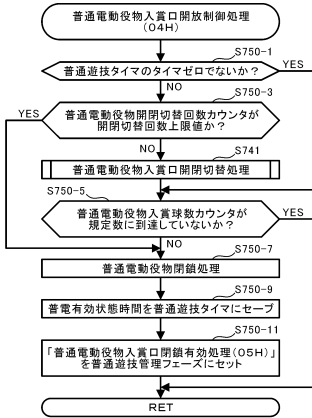 普通電動役物入賞口開放制御処理
(04H)
S750-1
普通遊技タイマのタイマゼロでないか？
YES
NO
S750-3
YES
普通電動役物開閉切替回数カウンタが
開閉切替回数上限値か？
NO
S741
普通電動役物入賞口開閉切替処理
S750-5
普通電動役物入賞球数カウンタが
規定数に到達していないか？
YES
NO
S750-7
普通電動役物閉鎖処理
S750-9
普電有効状態時間を普通遊技タイマにセーブ
S750-11
「普通電動役物入賞口閉鎖有効処理(05H)」
を普通遊技管理フェーズにセット
RET